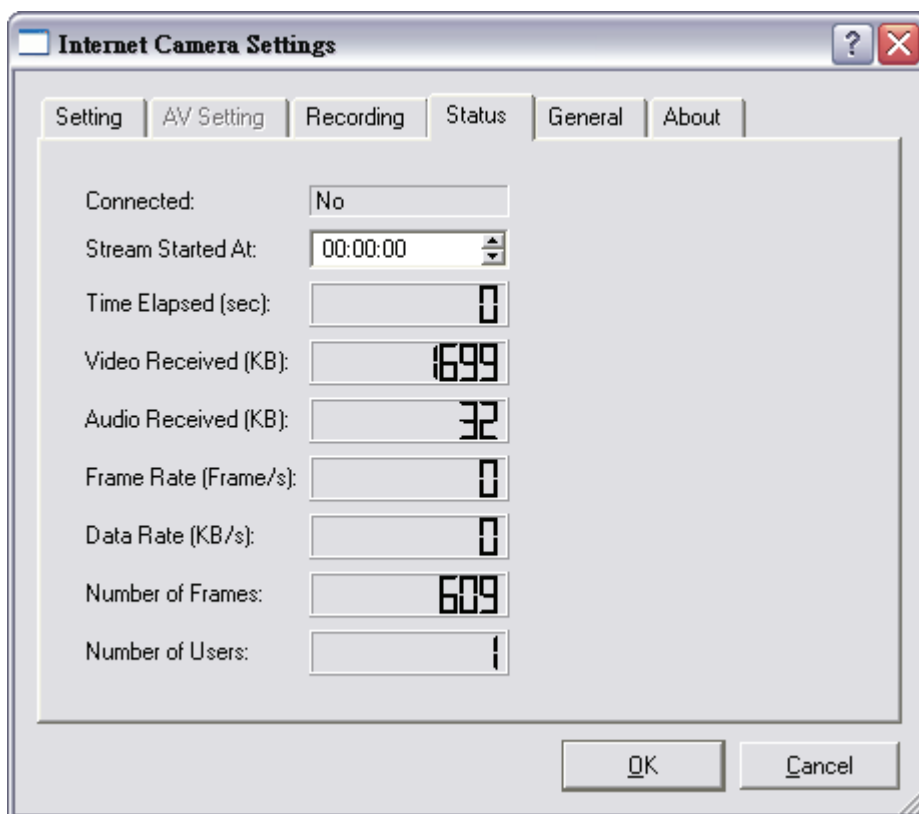 Internet Camera Settings
Setting AV Setting Recording Status General About
Connected: No
Stream Started At: 00:00:00
Time Elapsed (sec): 0
Video Received (KB): 1699
Audio Received (KB): 32
Frame Rate (Frame/s): 0
Data Rate (KB/s): 0
Number of Frames: 609
Number of Users: 1
OK Cancel